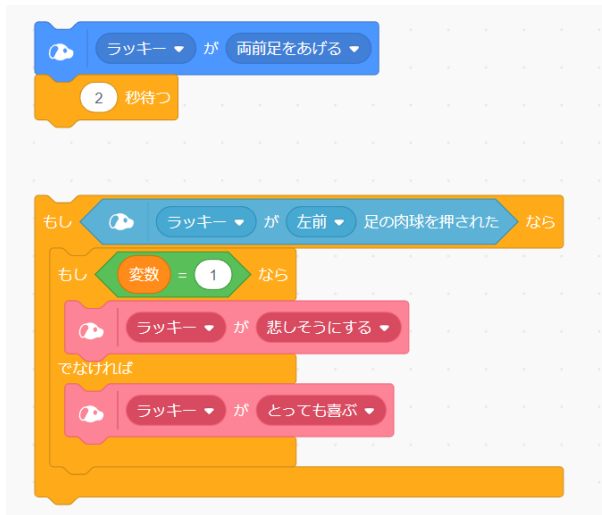 ラッキー が 両前足をあげる
2 秒待つ
もし ラッキー が 左前 足の肉球を押された なら
もし 変数 = 1 なら
ラッキー が 悲しそうにする
でなければ
ラッキー が とっても喜ぶ